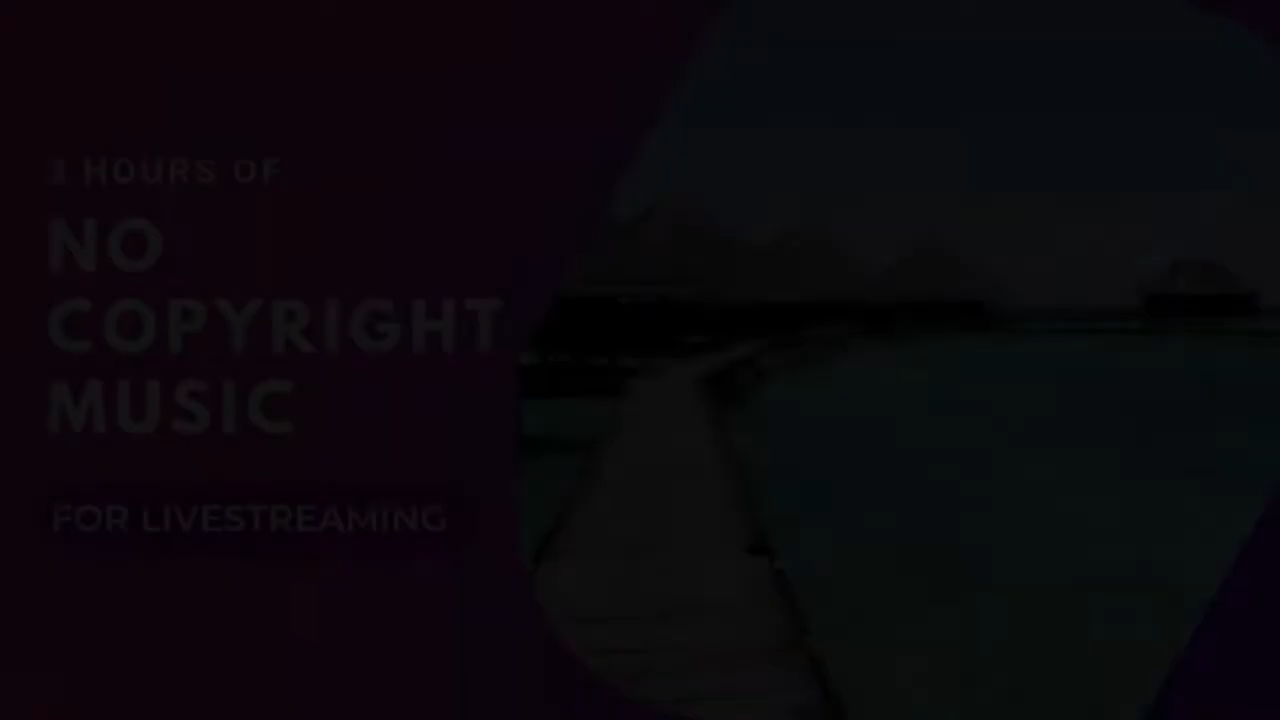 HOURS OF
NO
COPYRIGHT
MUSIC
FOR LIVESTREAMING